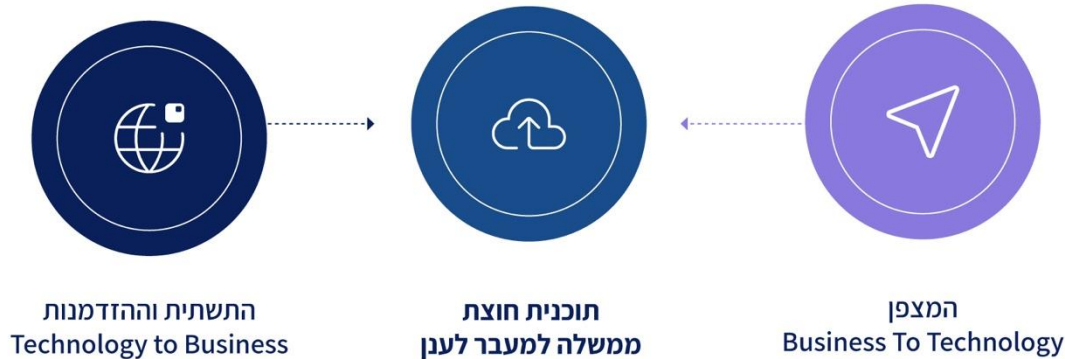 המצפן
Business To Technology
תוכנית חוצת
ממשלה למעבר לענן
התשתית וההזדמנות
Technology to Business